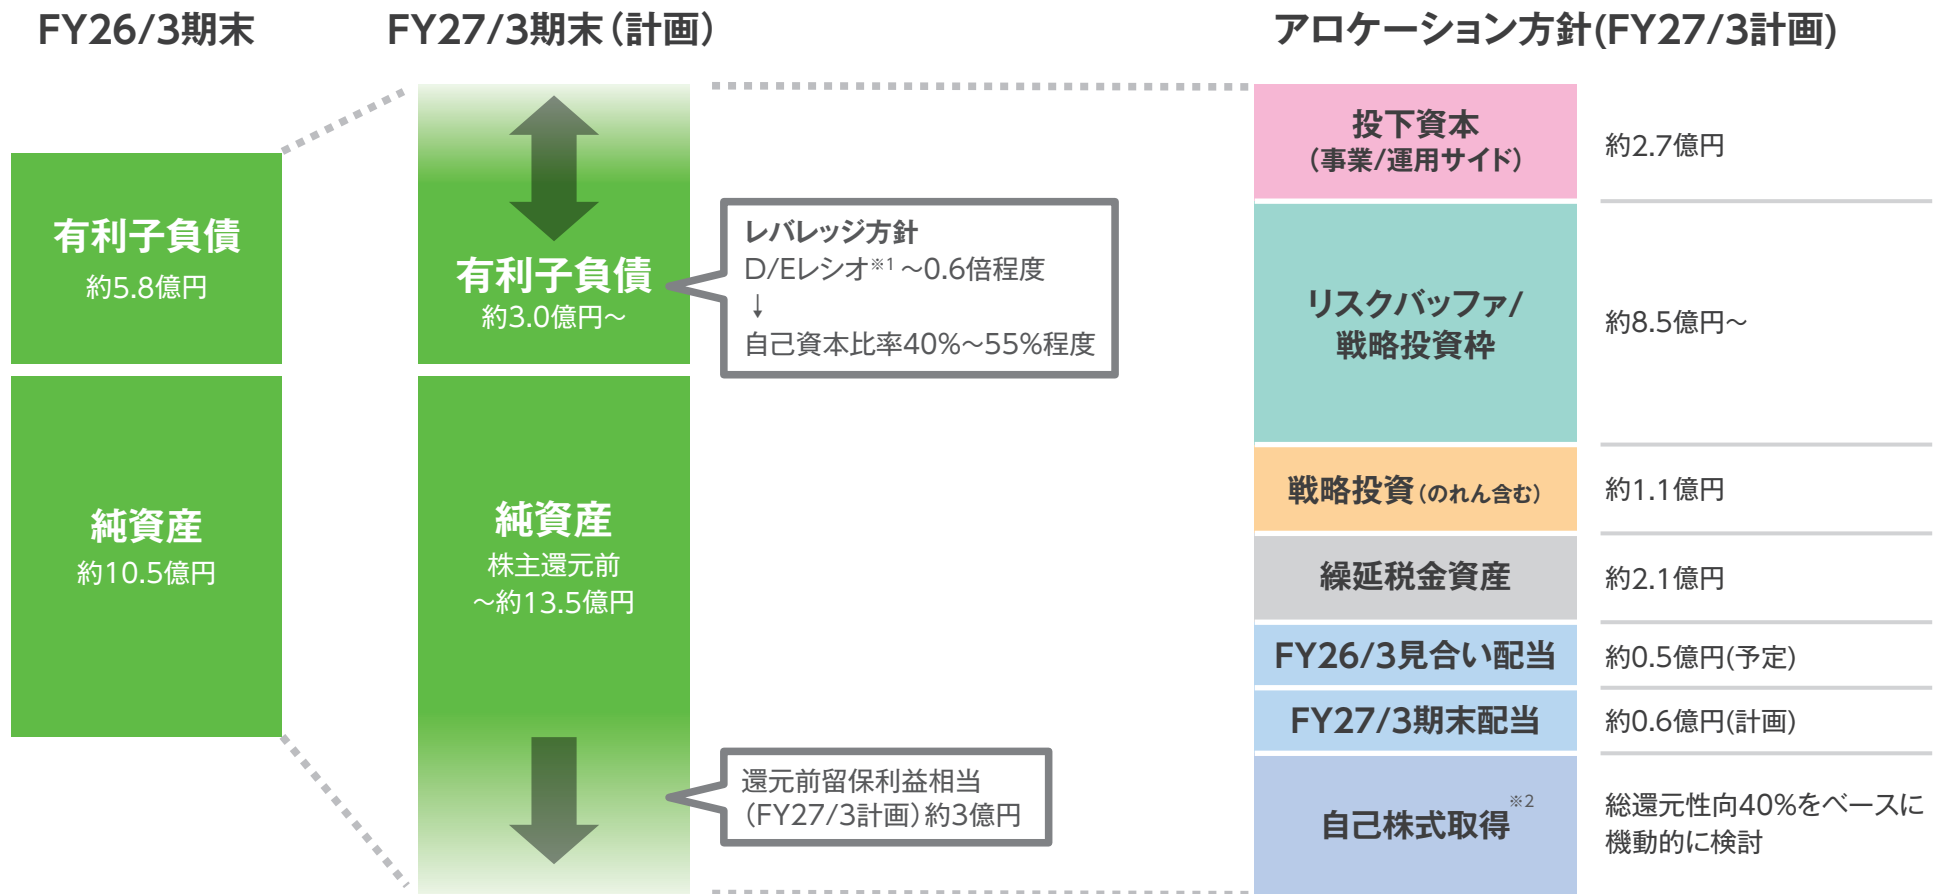 FY26/3期末
FY27/3期末（計画）
アロケーション方針(FY27/3計画)
有利子負債
約5.8億円
純資産
約10.5億円
有利子負債
約3.0億円～
純資産
株主還元前
～約13.5億円
レバレッジ方針
D/Eレシオ※1 ～0.6倍程度
↓
自己資本比率40%～55%程度
還元前留保利益相当
（FY27/3計画）約3億円
投下資本
（事業/運用サイド）
約2.7億円
リスクバッファ/
戦略投資枠
約8.5億円～
戦略投資（のれん含む）
約1.1億円
繰延税金資産
約2.1億円
FY26/3見合い配当
約0.5億円(予定)
FY27/3期末配当
約0.6億円(計画)
自己株式取得※2
総還元性向40%をベースに
機動的に検討